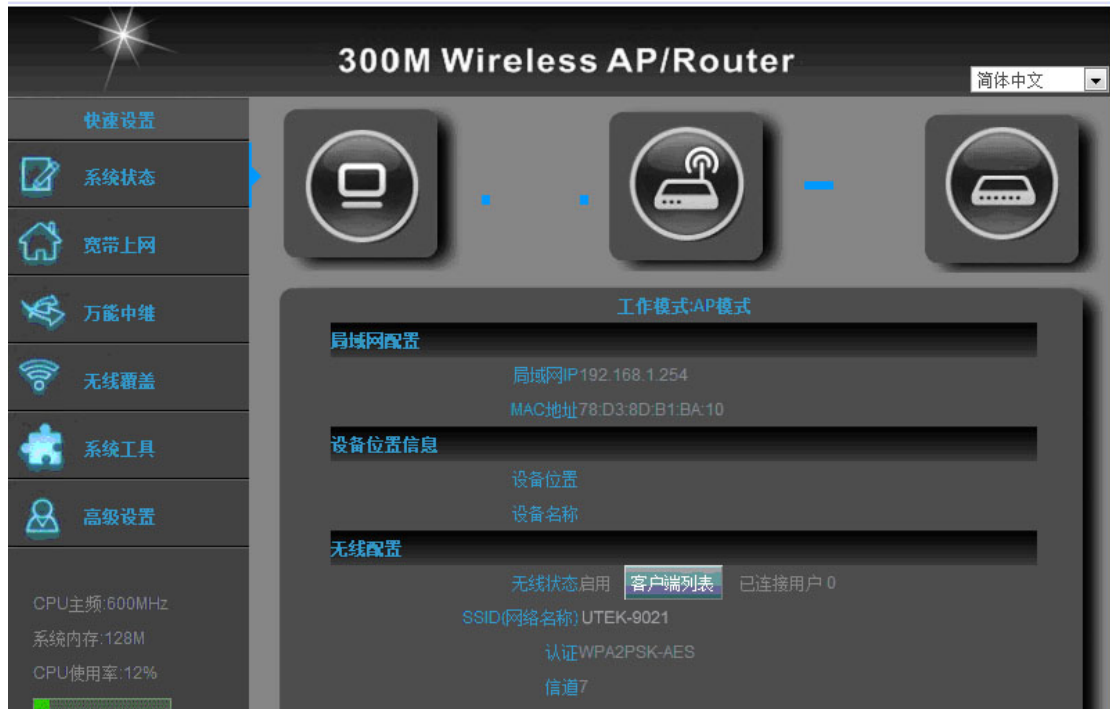 300M Wireless AP/Router
简体中文
快速设置
系统状态
宽带上网
万能中继
无线覆盖
系统工具
高级设置
CPU主频:600MHz
系统内存:128M
CPU使用率:12%
工作模式:AP模式
局域网配置
局域网IP192.168.1.254
MAC地址78:D3:8D:B1:BA:10
设备位置信息
设备位置
设备名称
无线配置
无线状态启用 客户端列表 已连接用户 0
SSID(网络名称) UTEK-9021
认证WPA2PSK-AES
信道7